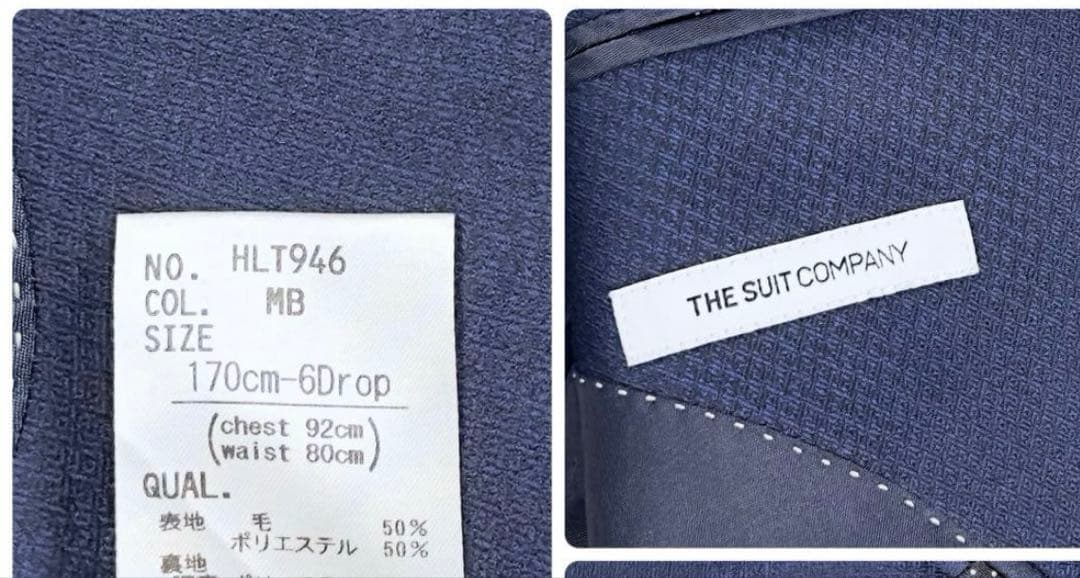 NO. HLT946
COL. MB
SIZE
170cm-6Drop
(chest 92cm
waist 80cm)
QUAL.
表地 毛 50%
ポリエステル 50%
裏地
THE SUIT COMPANY